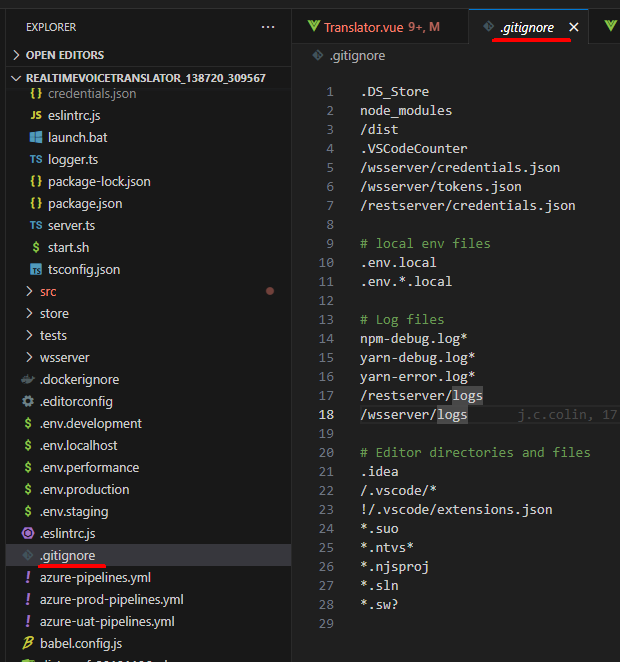 EXPLORER
OPEN EDITORS
REALTIMEVOICETRANSLATOR_138720_309567
{} credentials.json
JS eslintrc.js
launch.bat
TS logger.ts
{} package-lock.json
{} package.json
TS server.ts
$ start.sh
TS tsconfig.json
src
store
tests
wsserver
.dockerignore
.editorconfig
$ .env.development
$ .env.localhost
$ .env.performance
$ .env.production
$ .env.staging
.eslintrc.js
.gitignore
! azure-pipelines.yml
! azure-prod-pipelines.yml
! azure-uat-pipelines.yml
babel.config.js
Translator.vue 9+, M
.gitignore
.gitignore
1 .DS_Store
2 node_modules
3 /dist
4 .VSCodeCounter
5 /wsserver/credentials.json
6 /wsserver/tokens.json
7 /restserver/credentials.json
8
9 # local env files
10 .env.local
11 .env.*.local
12
13 # Log files
14 npm-debug.log*
15 yarn-debug.log*
16 yarn-error.log*
17 /restserver/logs
18 /wsserver/logs j.c.colin, 17
19
20 # Editor directories and files
21 .idea
22 /.vscode/*
23 !/.vscode/extensions.json
24 *.suo
25 *.ntvs*
26 *.njsproj
27 *.sln
28 *.sw?
29